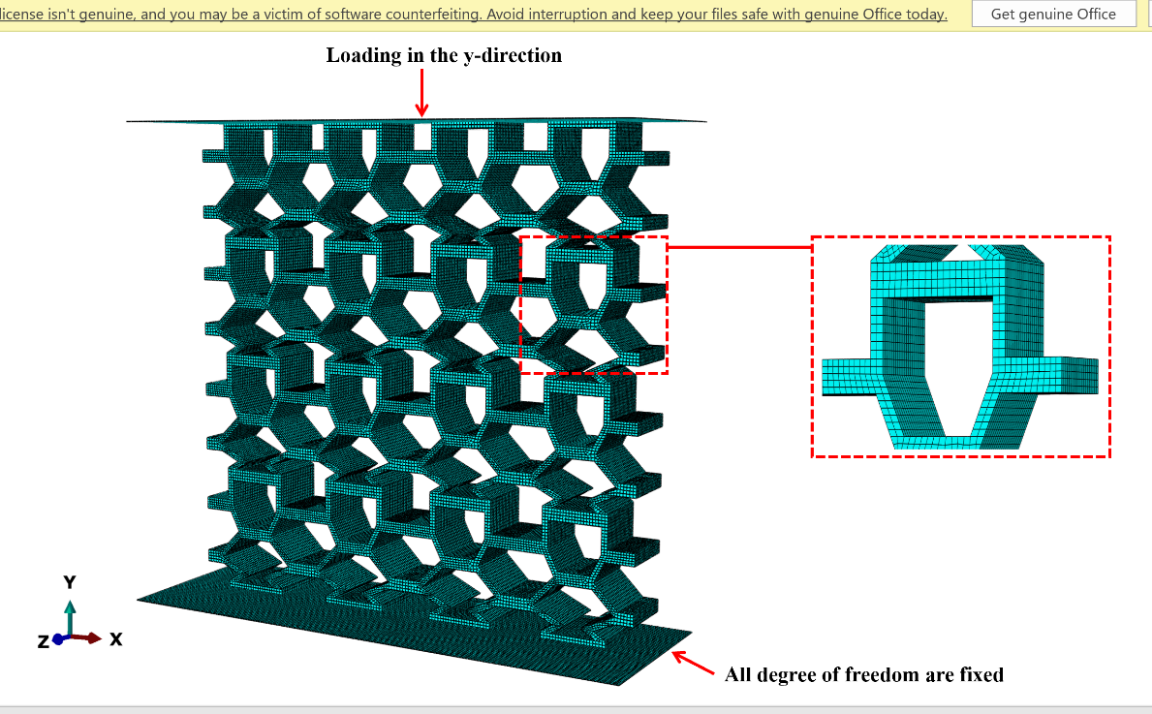 license isn't genuine, and you may be a victim of software counterfeiting. Avoid interruption and keep your files safe with genuine Office today.
Get genuine Office
Loading in the y-direction
Y
Z
X
All degree of freedom are fixed